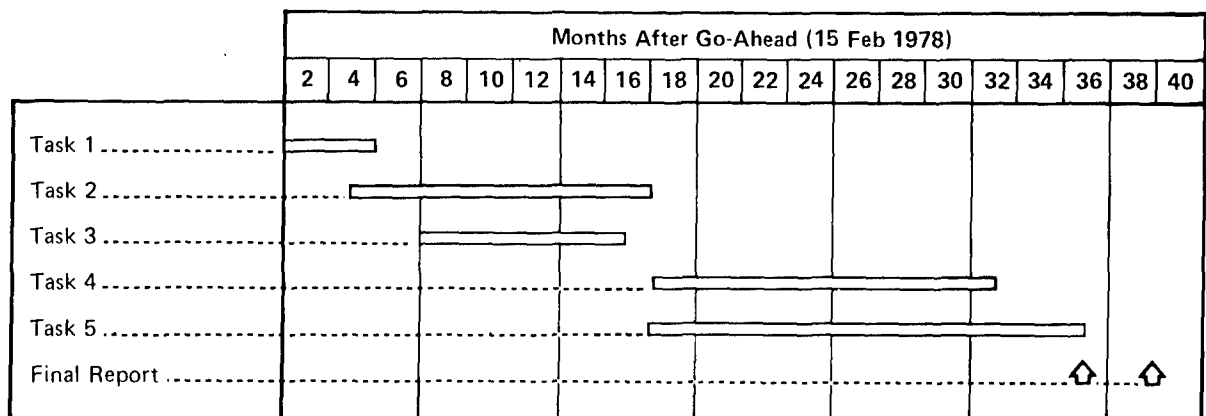 Months After Go-Ahead (15 Feb 1978)
2 4 6 8 10 12 14 16 18 20 22 24 26 28 30 32 34 36 38 40
Task 1
Task 2
Task 3
Task 4
Task 5
Final Report